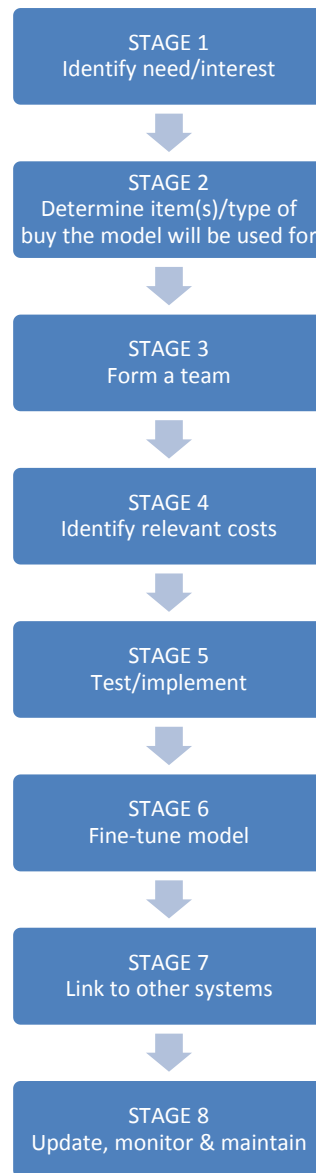 STAGE 1
Identify need/interest
STAGE 2
Determine item(s)/type of
buy the model will be used for
STAGE 3
Form a team
STAGE 4
Identify relevant costs
STAGE 5
Test/implement
STAGE 6
Fine-tune model
STAGE 7
Link to other systems
STAGE 8
Update, monitor & maintain